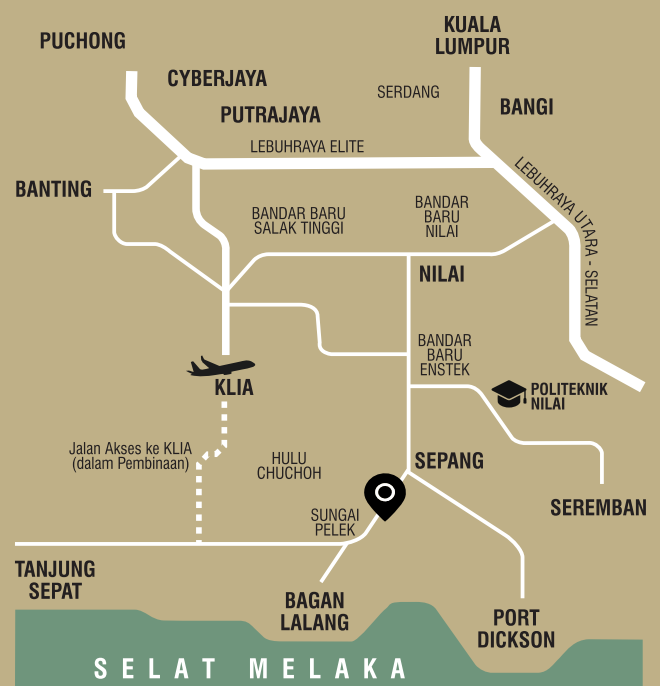 KUALA
LUMPUR
PUCHONG
CYBERJAYA
SERDANG
BANGI
PUTRAJAYA
LEBUHRAYA ELITE
LEBUHRAYA UTARA - SELATAN
BANTING
BANDAR BARU
SALAK TINGGI
BANDAR
BARU
NILAI
NILAI
BANDAR
BARU
ENSTEK
KLIA
POLITEKNIK
NILAI
Jalan Akses ke KLIA
(dalam Pembinaan)
HULU
CHUCHOH
SEPANG
SEREMBAN
SUNGAI
PELEK
TANJUNG
SEPAT
BAGAN
LALANG
PORT
DICKSON
SELAT MELAKA